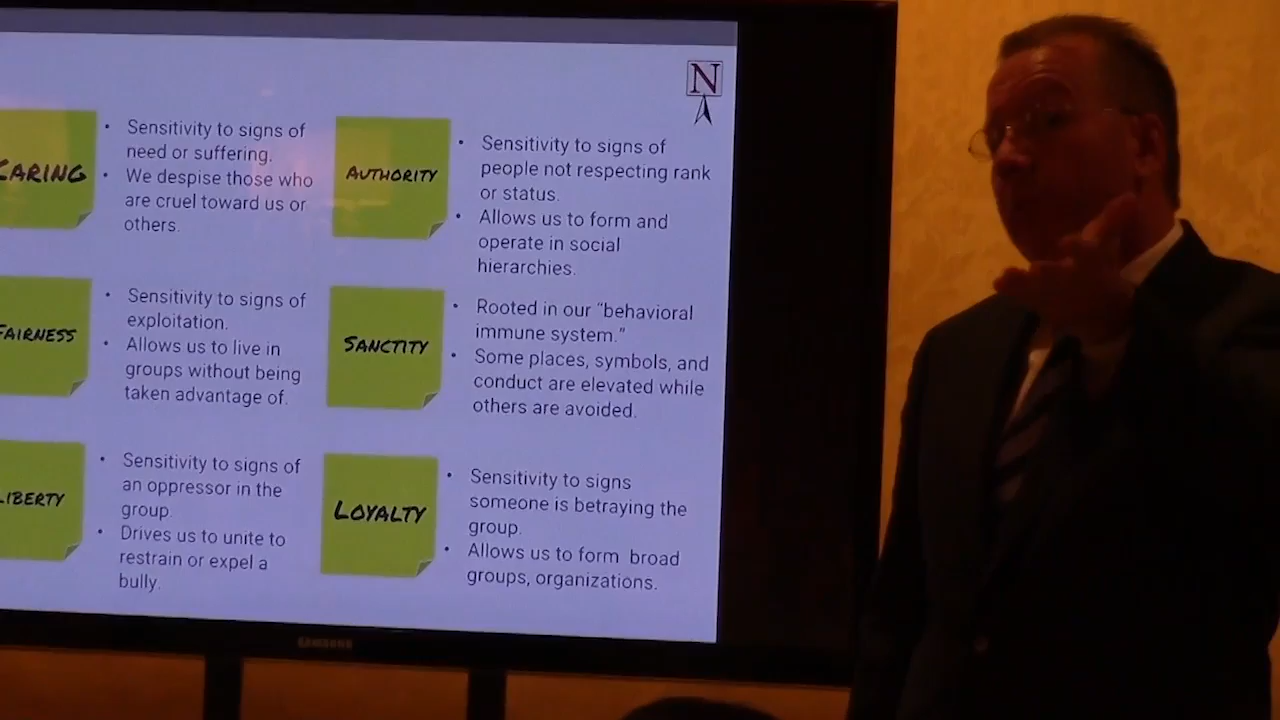 CARING
• Sensitivity to signs of
need or suffering.
• We despise those who
are cruel toward us or
others.
FAIRNESS
• Sensitivity to signs of
exploitation.
• Allows us to live in
groups without being
taken advantage of.
LIBERTY
• Sensitivity to signs of
an oppressor in the
group.
• Drives us to unite to
restrain or expel a
bully.
N
AUTHORITY
• Sensitivity to signs of
people not respecting rank
or status.
• Allows us to form and
operate in social
hierarchies.
SANCTITY
• Rooted in our “behavioral
immune system.”
• Some places, symbols, and
conduct are elevated while
others are avoided.
LOYALTY
• Sensitivity to signs
someone is betraying the
group.
• Allows us to form broad
groups, organizations.
SAMSUNG